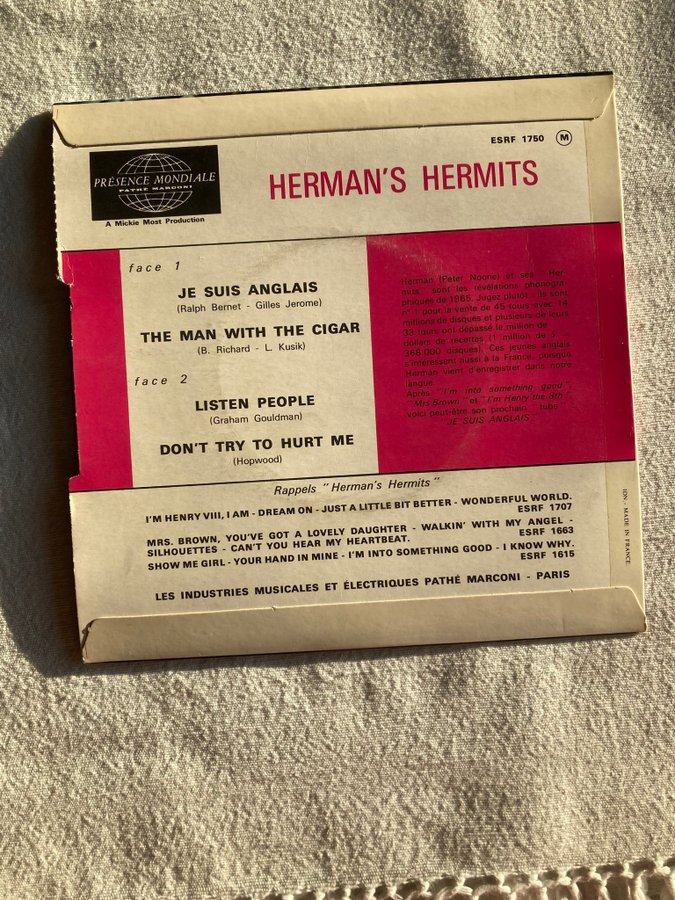 ESRF 1750 M
PRÉSENCE MONDIALE
PATHÉ MARCONI
A Mickie Most Production
HERMAN'S HERMITS
face 1
JE SUIS ANGLAIS
(Ralph Bernet - Gilles Jerome)
THE MAN WITH THE CIGAR
(B. Richard - L. Kusik)
face 2
LISTEN PEOPLE
(Graham Gouldman)
DON'T TRY TO HURT ME
(Hopwood)
Herman (Peter Noone) et ses " Her-
mits " sont les révélations phonogra-
phiques de 1965. Jugez plutôt : ils sont
n° 1 pour la vente de 45 tours avec 14
millions de disques et plusieurs de leurs
33 tours ont dépassé le million de
dollars de recettes (1 million de $ =
368.000 disques). Ces jeunes anglais
s'intéressent aussi à la France, puisque
Herman vient d'enregistrer dans notre
langue.
Après "I'm into something good",
"Mrs Brown" et "I'm Henry the 8th",
voici peut-être son prochain "tube" :
JE SUIS ANGLAIS
Rappels "Herman's Hermits"
I'M HENRY VIII, I AM - DREAM ON - JUST A LITTLE BIT BETTER - WONDERFUL WORLD.
ESRF 1707
MRS. BROWN, YOU'VE GOT A LOVELY DAUGHTER - WALKIN' WITH MY ANGEL -
SILHOUETTES - CAN'T YOU HEAR MY HEARTBEAT. ESRF 1663
SHOW ME GIRL - YOUR HAND IN MINE - I'M INTO SOMETHING GOOD - I KNOW WHY.
ESRF 1615
LES INDUSTRIES MUSICALES ET ÉLECTRIQUES PATHÉ MARCONI - PARIS
MADE IN FRANCE